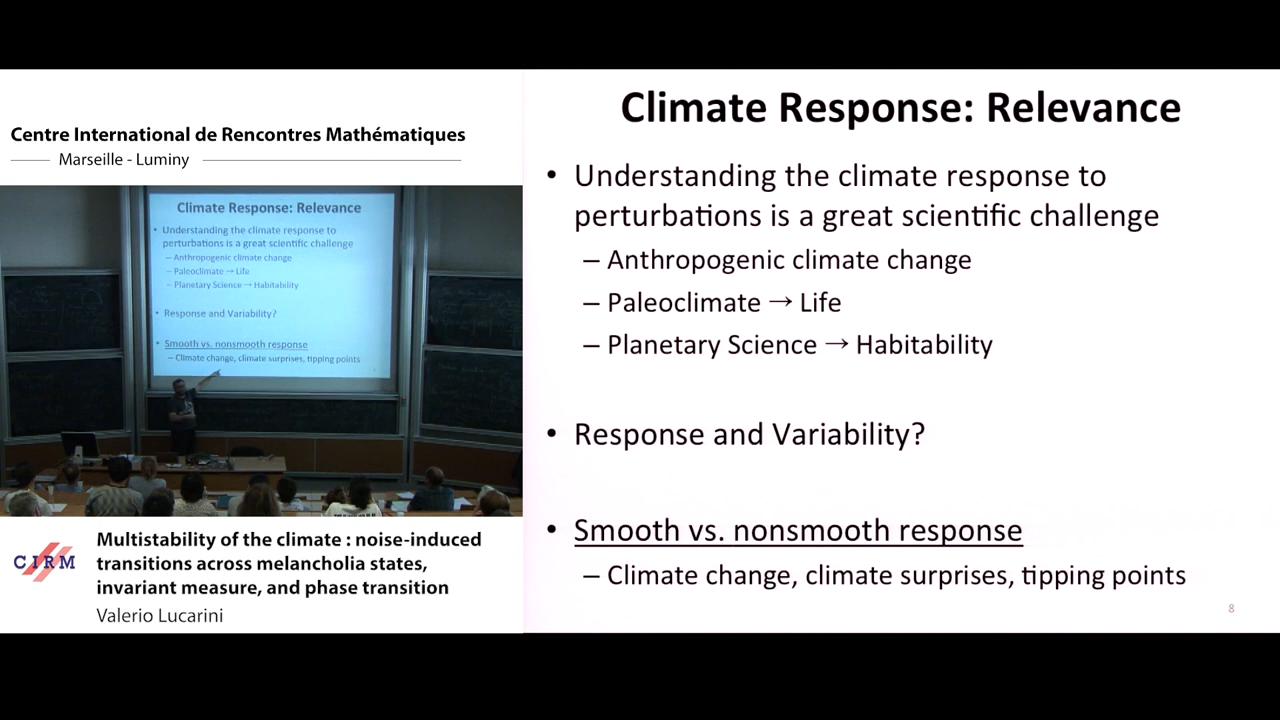 Centre International de Rencontres Mathématiques
Marseille - Luminy
Climate Response: Relevance
• Understanding the climate response to
perturbations is a great scientific challenge
– Anthropogenic climate change
– Paleoclimate → Life
– Planetary Science → Habitability
• Response and Variability?
• Smooth vs. nonsmooth response
– Climate change, climate surprises, tipping points
CIRM
Multistability of the climate : noise-induced
transitions across melancholia states,
invariant measure, and phase transition
Valerio Lucarini
Climate Response: Relevance
• Understanding the climate response to
perturbations is a great scientific challenge
– Anthropogenic climate change
– Paleoclimate → Life
– Planetary Science → Habitability
• Response and Variability?
• Smooth vs. nonsmooth response
– Climate change, climate surprises, tipping points
8